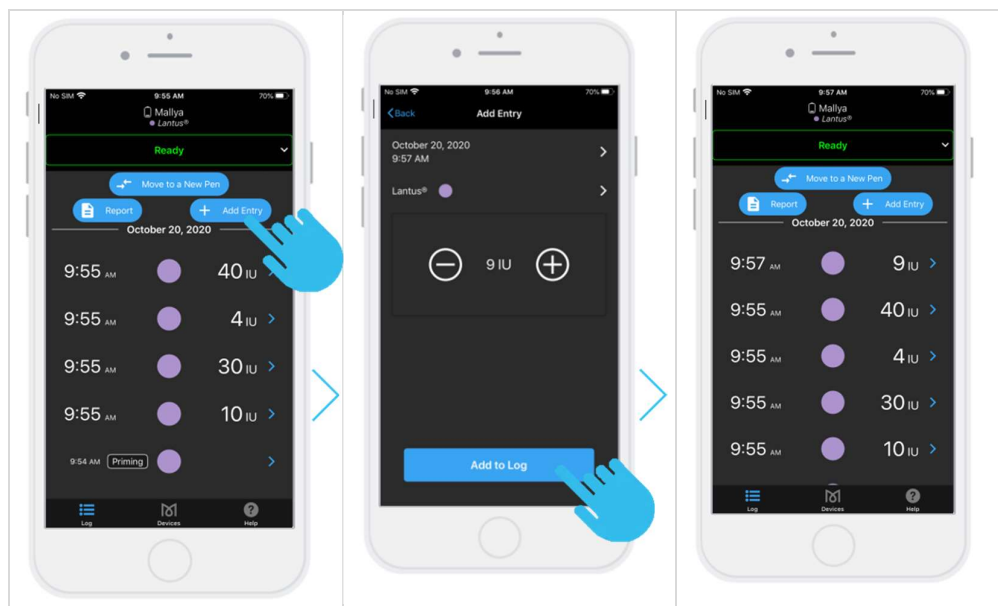 No SIM 9:55 AM 70%
Mallya
Lantus®
Ready
Move to a New Pen
Report
Add Entry
October 20, 2020
9:55 AM 40 IU
9:55 AM 4 IU
9:55 AM 30 IU
9:55 AM 10 IU
9:54 AM Priming
Log Devices Help
No SIM 9:56 AM 70%
Back Add Entry
October 20, 2020
9:57 AM
Lantus®
9 IU
Add to Log
No SIM 9:57 AM 70%
Mallya
Lantus®
Ready
Move to a New Pen
Report
Add Entry
October 20, 2020
9:57 AM 9 IU
9:55 AM 40 IU
9:55 AM 4 IU
9:55 AM 30 IU
9:55 AM 10 IU
Log Devices Help